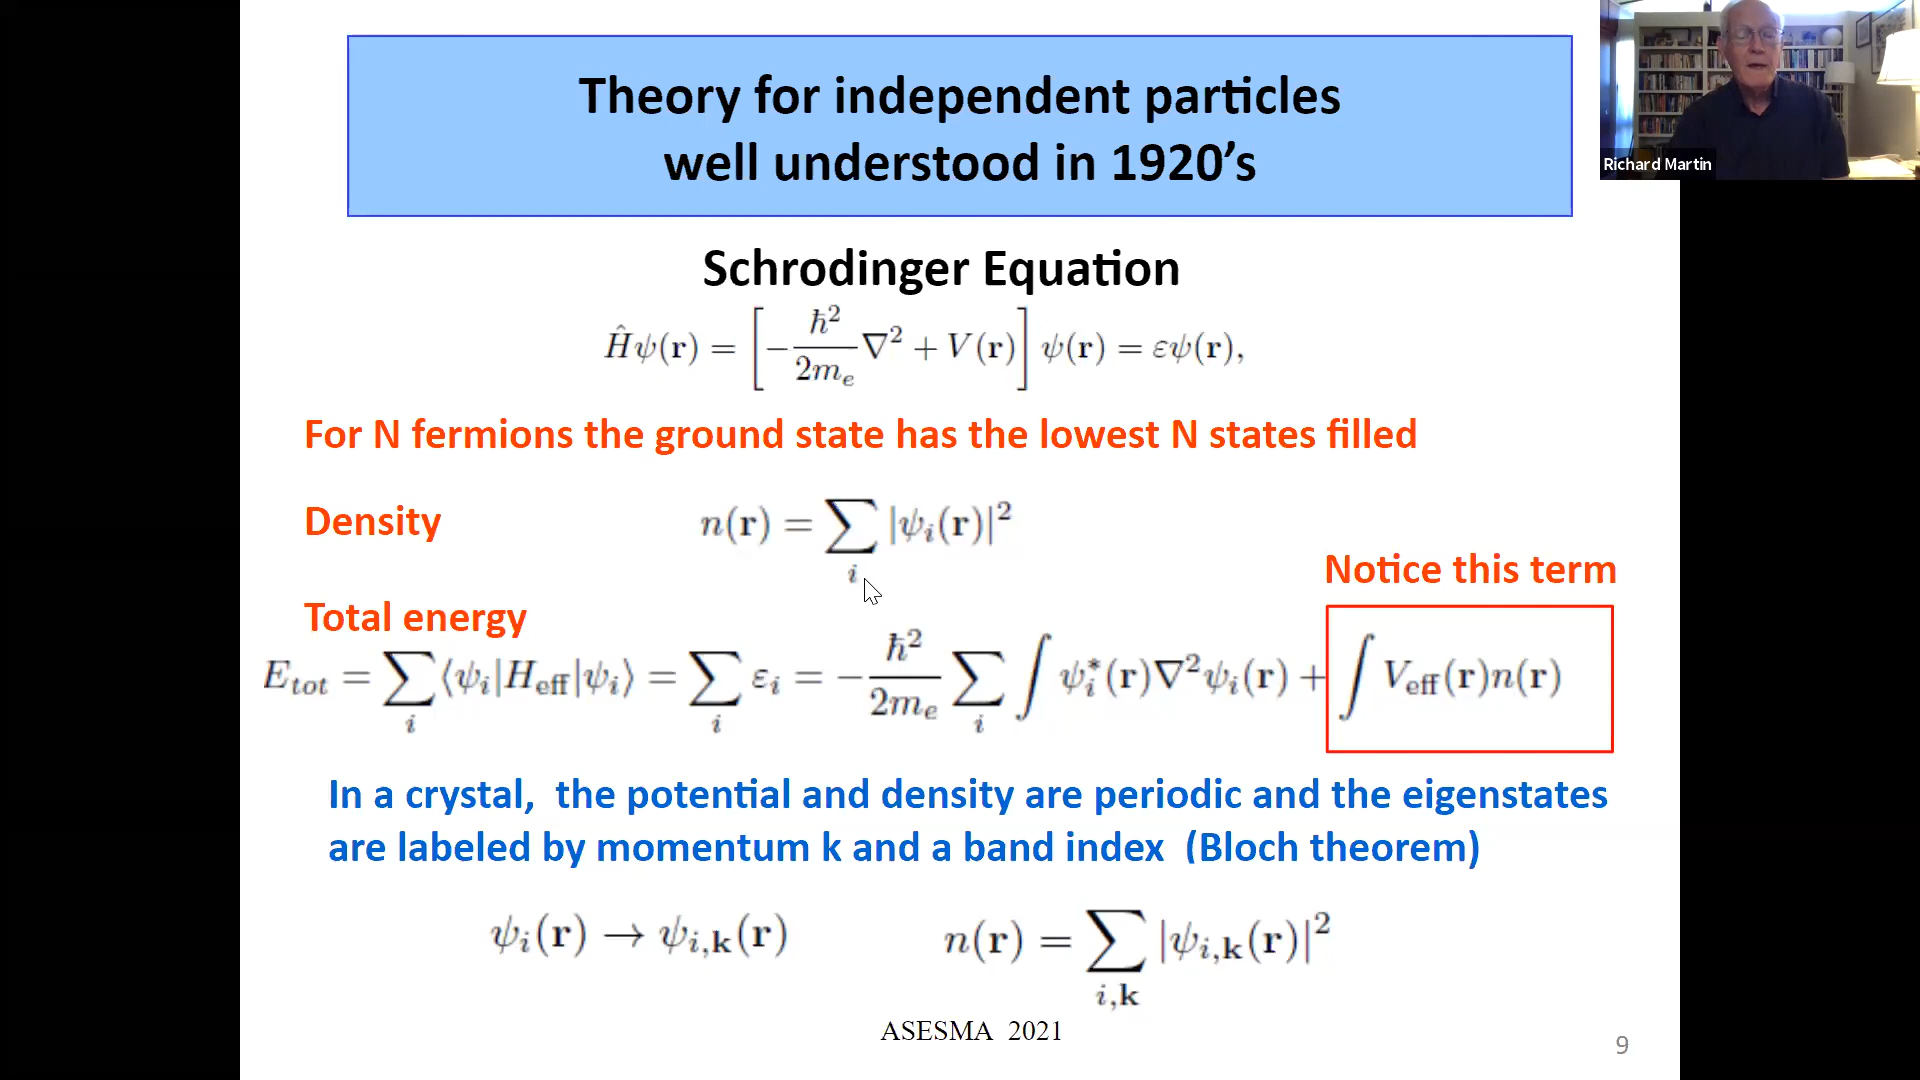 Theory for independent particles
well understood in 1920’s
Richard Martin
Schrodinger Equation
Ĥψ(r) = [−ħ²/2mₑ ∇² + V(r)] ψ(r) = εψ(r),
For N fermions the ground state has the lowest N states filled
Density
n(r) = ∑ᵢ |ψᵢ(r)|²
Notice this term
Total energy
E_tot = ∑ᵢ ⟨ψᵢ|H_eff|ψᵢ⟩ = ∑ᵢ εᵢ = −ħ²/2mₑ ∑ᵢ ∫ ψᵢ*(r)∇²ψᵢ(r) + ∫ V_eff(r)n(r)
In a crystal, the potential and density are periodic and the eigenstates
are labeled by momentum k and a band index (Bloch theorem)
ψᵢ(r) → ψ_{i,k}(r)
n(r) = ∑_{i,k} |ψ_{i,k}(r)|²
ASESMA 2021
9